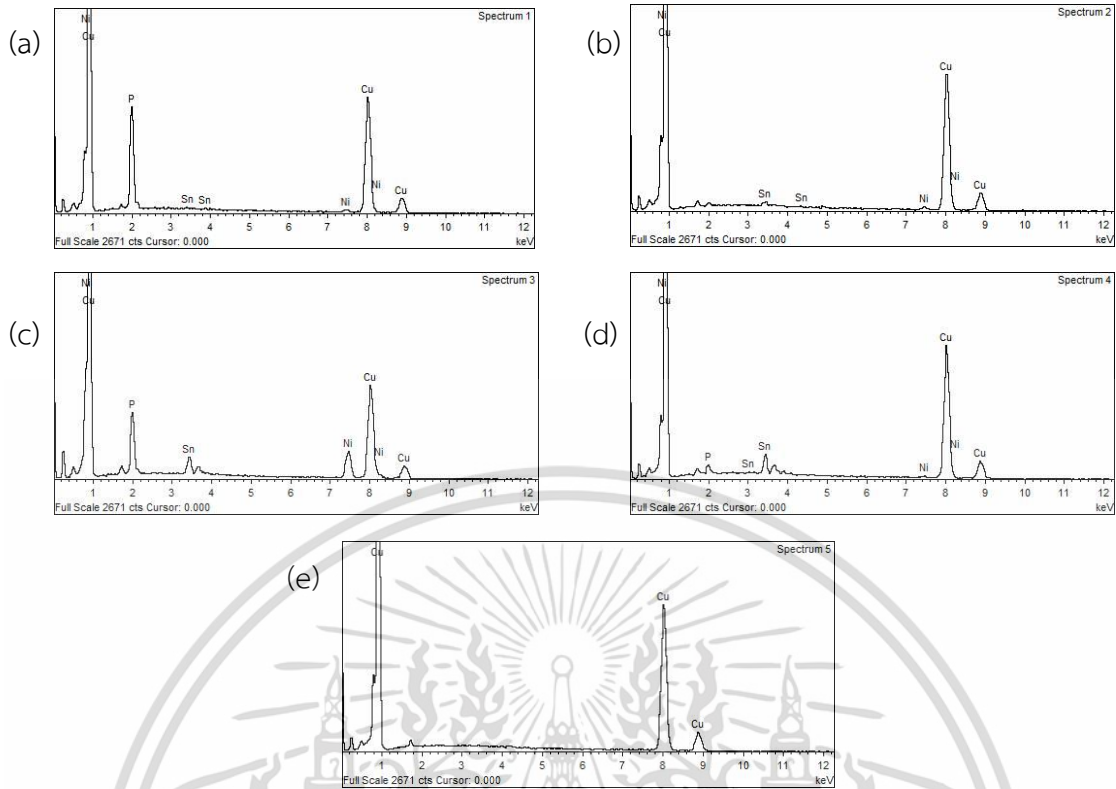 (a)
Spectrum 1
Ni
Cu
P
Sn Sn
Ni
Cu
Ni
Cu
1 2 3 4 5 6 7 8 9 10 11 12
Full Scale 2671 cts Cursor: 0.000 keV
(b)
Spectrum 2
Ni
Cu
Sn
Sn
Ni
Cu
Ni
Cu
1 2 3 4 5 6 7 8 9 10 11 12
Full Scale 2671 cts Cursor: 0.000 keV
(c)
Spectrum 3
Ni
Cu
P
Sn
Ni
Cu
Ni
Cu
1 2 3 4 5 6 7 8 9 10 11 12
Full Scale 2671 cts Cursor: 0.000 keV
(d)
Spectrum 4
Ni
Cu
P
Sn
Sn
Ni
Cu
Ni
Cu
1 2 3 4 5 6 7 8 9 10 11 12
Full Scale 2671 cts Cursor: 0.000 keV
(e)
Spectrum 5
Cu
Cu
Cu
1 2 3 4 5 6 7 8 9 10 11 12
Full Scale 2671 cts Cursor: 0.000 keV